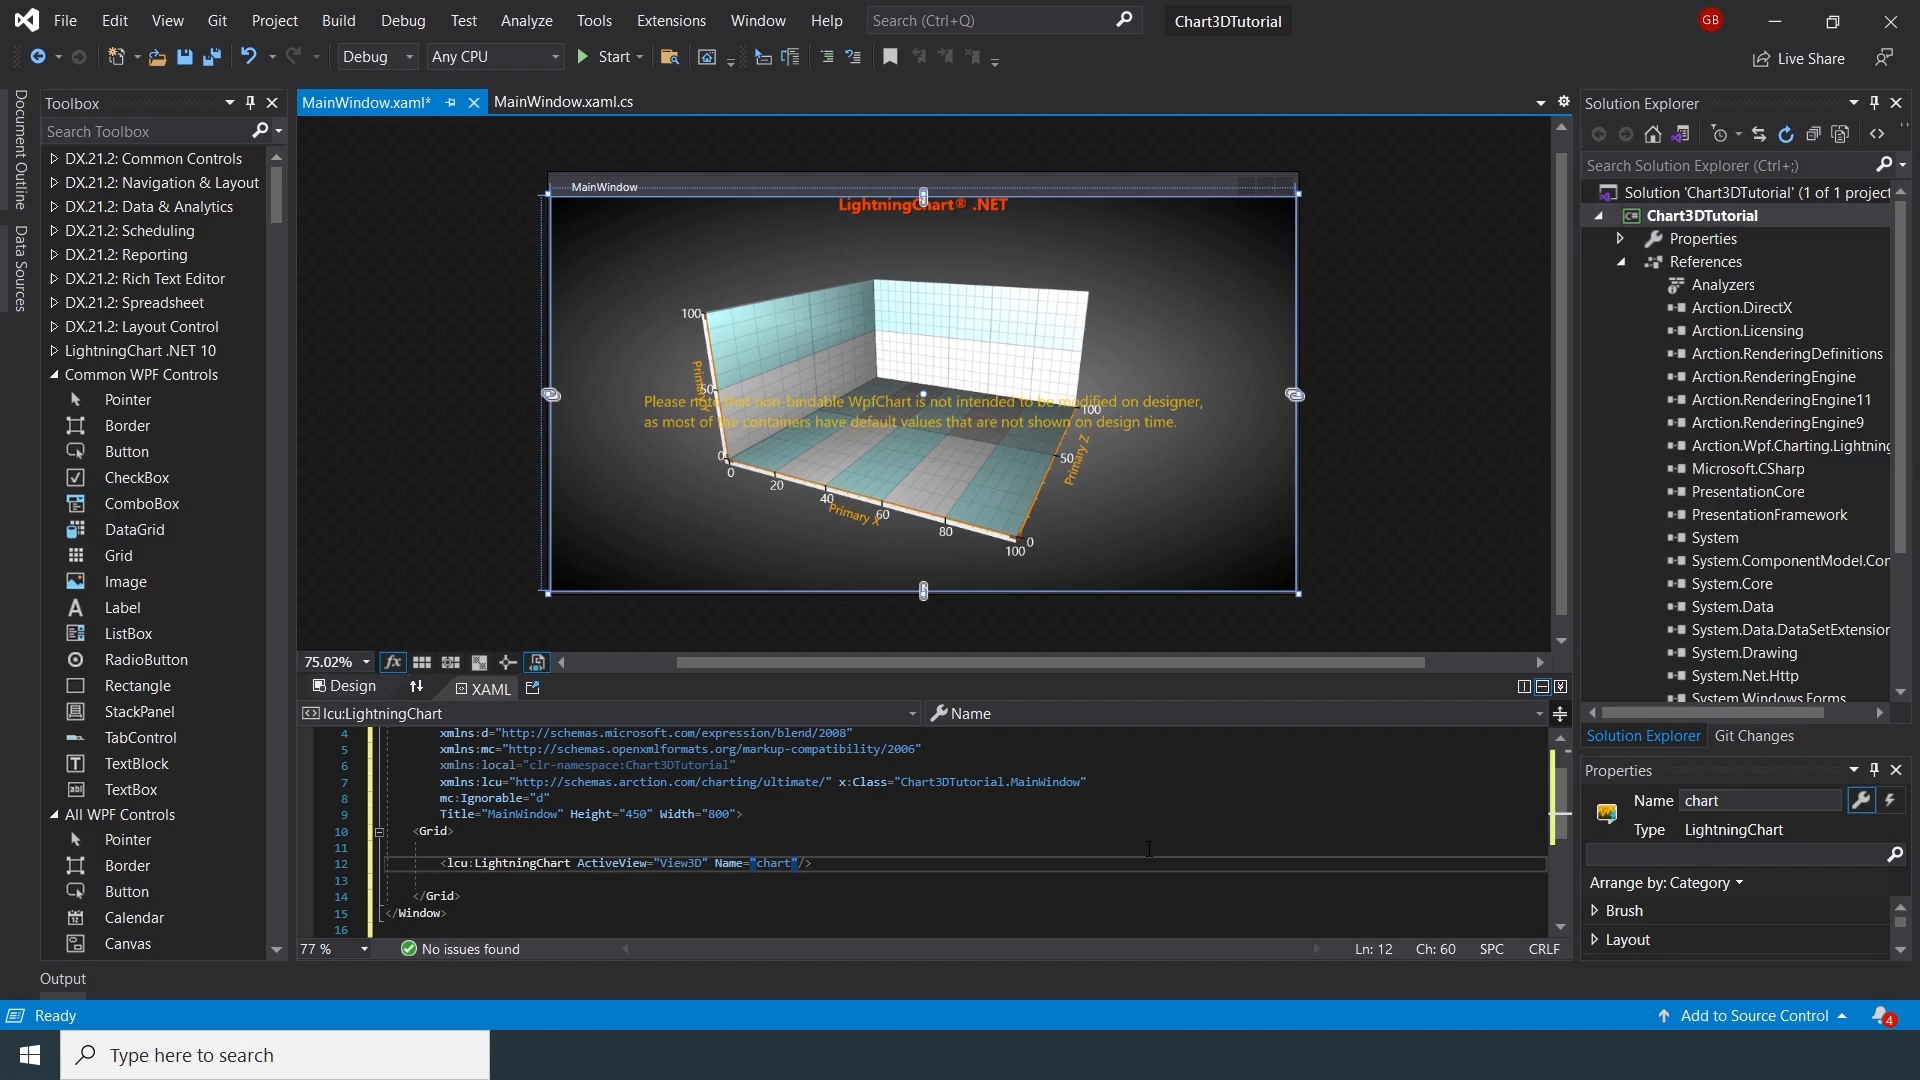 File Edit View Git Project Build Debug Test Analyze Tools Extensions Window Help Search (Ctrl+Q) Chart3DTutorial GB
Debug Any CPU Start Live Share
Document Outline
Data Sources
Toolbox
Search Toolbox
DX.21.2: Common Controls
DX.21.2: Navigation & Layout
DX.21.2: Data & Analytics
DX.21.2: Scheduling
DX.21.2: Reporting
DX.21.2: Rich Text Editor
DX.21.2: Spreadsheet
DX.21.2: Layout Control
LightningChart .NET 10
Common WPF Controls
Pointer
Border
Button
CheckBox
ComboBox
DataGrid
Grid
Image
Label
ListBox
RadioButton
Rectangle
StackPanel
TabControl
TextBlock
TextBox
All WPF Controls
Pointer
Border
Button
Calendar
Canvas
MainWindow.xaml* MainWindow.xaml.cs
MainWindow
LightningChart® .NET
100
50
0
Primary Y
Please note that non-bindable WpfChart is not intended to be modified on designer,
as most of the containers have default values that are not shown on design time.
0
20
40
60
80
100
Primary X
0
50
100
Primary Z
75.02%
Design XAML
lcu:LightningChart Name
4 xmlns:d="http://schemas.microsoft.com/expression/blend/2008"
5 xmlns:mc="http://schemas.openxmlformats.org/markup-compatibility/2006"
6 xmlns:local="clr-namespace:Chart3DTutorial"
7 xmlns:lcu="http://schemas.arction.com/charting/ultimate/" x:Class="Chart3DTutorial.MainWindow"
8 mc:Ignorable="d"
9 Title="MainWindow" Height="450" Width="800">
10 <Grid>
11
12 <lcu:LightningChart ActiveView="View3D" Name="chart"/>
13
14 </Grid>
15 </Window>
16
77 % No issues found Ln: 12 Ch: 60 SPC CRLF
Solution Explorer
Search Solution Explorer (Ctrl+;)
Solution 'Chart3DTutorial' (1 of 1 project
Chart3DTutorial
Properties
References
Analyzers
Arction.DirectX
Arction.Licensing
Arction.RenderingDefinitions
Arction.RenderingEngine
Arction.RenderingEngine11
Arction.RenderingEngine9
Arction.Wpf.Charting.Lightning
Microsoft.CSharp
PresentationCore
PresentationFramework
System
System.ComponentModel.Com
System.Core
System.Data
System.Data.DataSetExtension
System.Drawing
System.Net.Http
System.Windows.Forms
Solution Explorer Git Changes
Properties
Name chart
Type LightningChart
Arrange by: Category
Brush
Layout
Output
Ready Add to Source Control 4
Type here to search